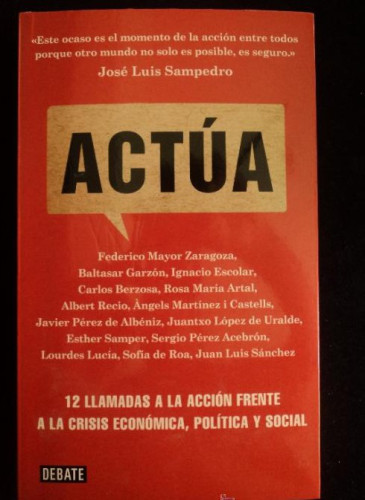 «Este ocaso es el momento de la acción entre todos
porque otro mundo no solo es posible, es seguro.»
José Luis Sampedro
ACTÚA
Federico Mayor Zaragoza,
Baltasar Garzón, Ignacio Escolar,
Carlos Berzosa, Rosa María Artal,
Albert Recio, Àngels Martínez i Castells,
Javier Pérez de Albéniz, Juantxo López de Uralde,
Esther Samper, Sergio Pérez Acebrón,
Lourdes Lucía, Sofía de Roa, Juan Luis Sánchez
12 LLAMADAS A LA ACCIÓN FRENTE
A LA CRISIS ECONÓMICA, POLÍTICA Y SOCIAL
DEBATE